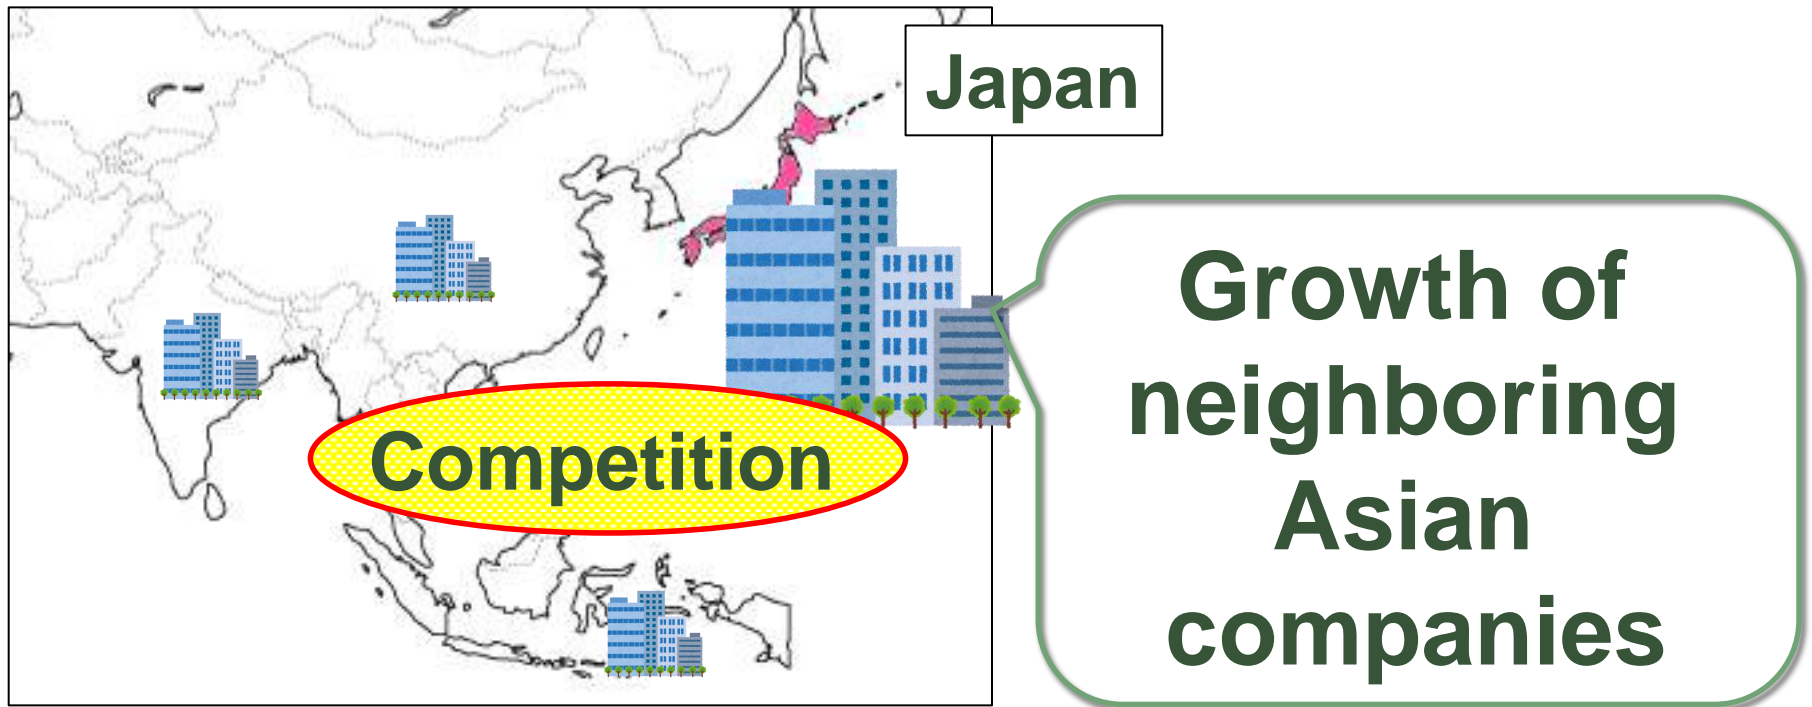 Japan
Growth of
neighboring
Asian
companies
Competition